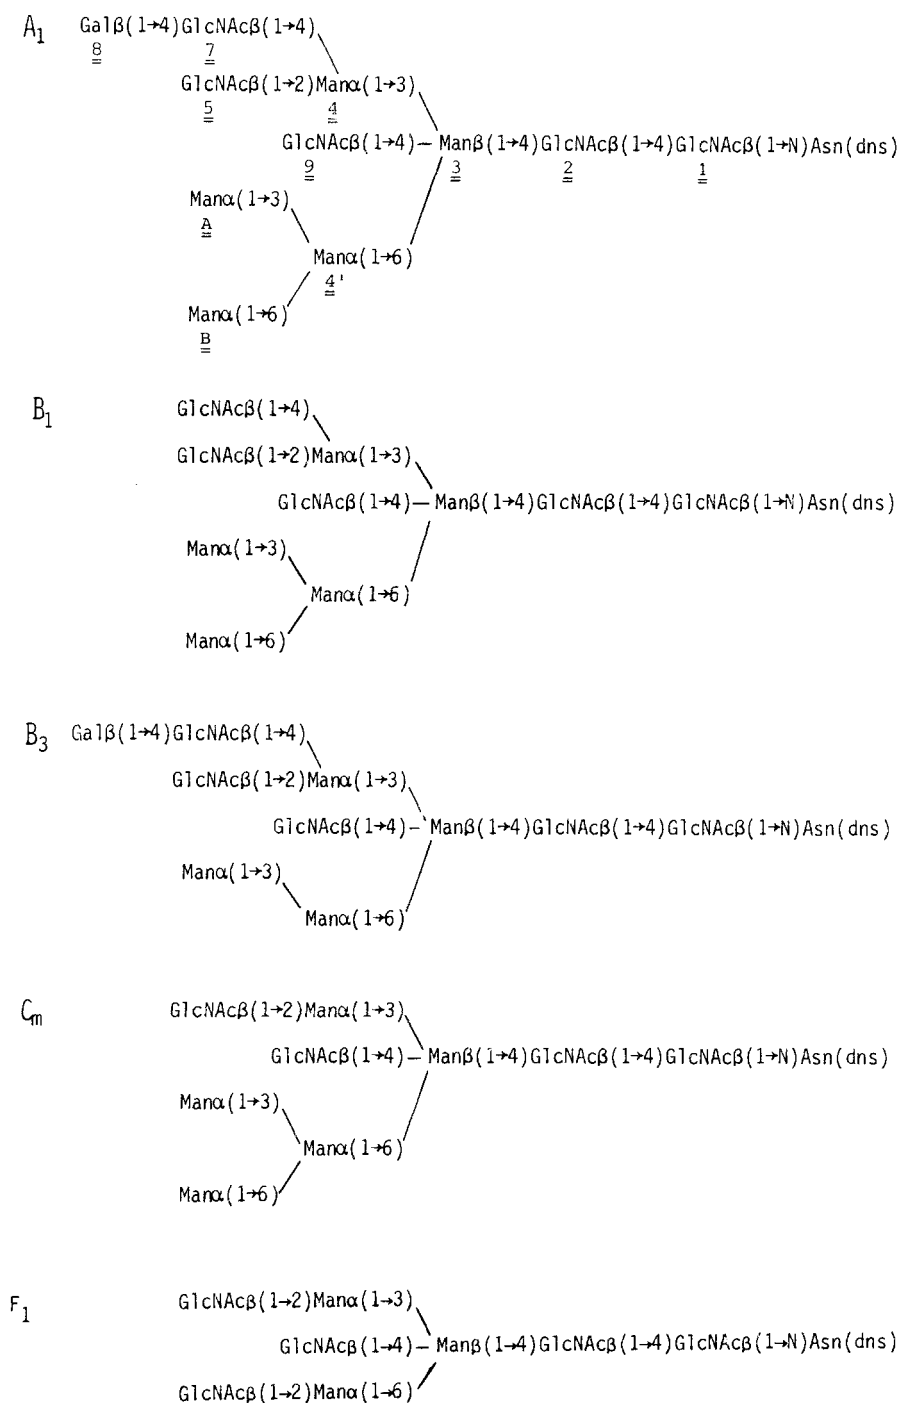 A1 Galβ(1→4)GlcNAcβ(1→4)
8 7
GlcNAcβ(1→2)Manα(1→3)
5 4
GlcNAcβ(1→4)–Manβ(1→4)GlcNAcβ(1→4)GlcNAcβ(1→N)Asn(dns)
9 3 2 1
Manα(1→3)
A
Manα(1→6)
4'
Manα(1→6)
B
B1 GlcNAcβ(1→4)
GlcNAcβ(1→2)Manα(1→3)
GlcNAcβ(1→4)–Manβ(1→4)GlcNAcβ(1→4)GlcNAcβ(1→N)Asn(dns)
Manα(1→3)
Manα(1→6)
Manα(1→6)
B3 Galβ(1→4)GlcNAcβ(1→4)
GlcNAcβ(1→2)Manα(1→3)
GlcNAcβ(1→4)–Manβ(1→4)GlcNAcβ(1→4)GlcNAcβ(1→N)Asn(dns)
Manα(1→3)
Manα(1→6)
Cm GlcNAcβ(1→2)Manα(1→3)
GlcNAcβ(1→4)–Manβ(1→4)GlcNAcβ(1→4)GlcNAcβ(1→N)Asn(dns)
Manα(1→3)
Manα(1→6)
Manα(1→6)
F1 GlcNAcβ(1→2)Manα(1→3)
GlcNAcβ(1→4)–Manβ(1→4)GlcNAcβ(1→4)GlcNAcβ(1→N)Asn(dns)
GlcNAcβ(1→2)Manα(1→6)